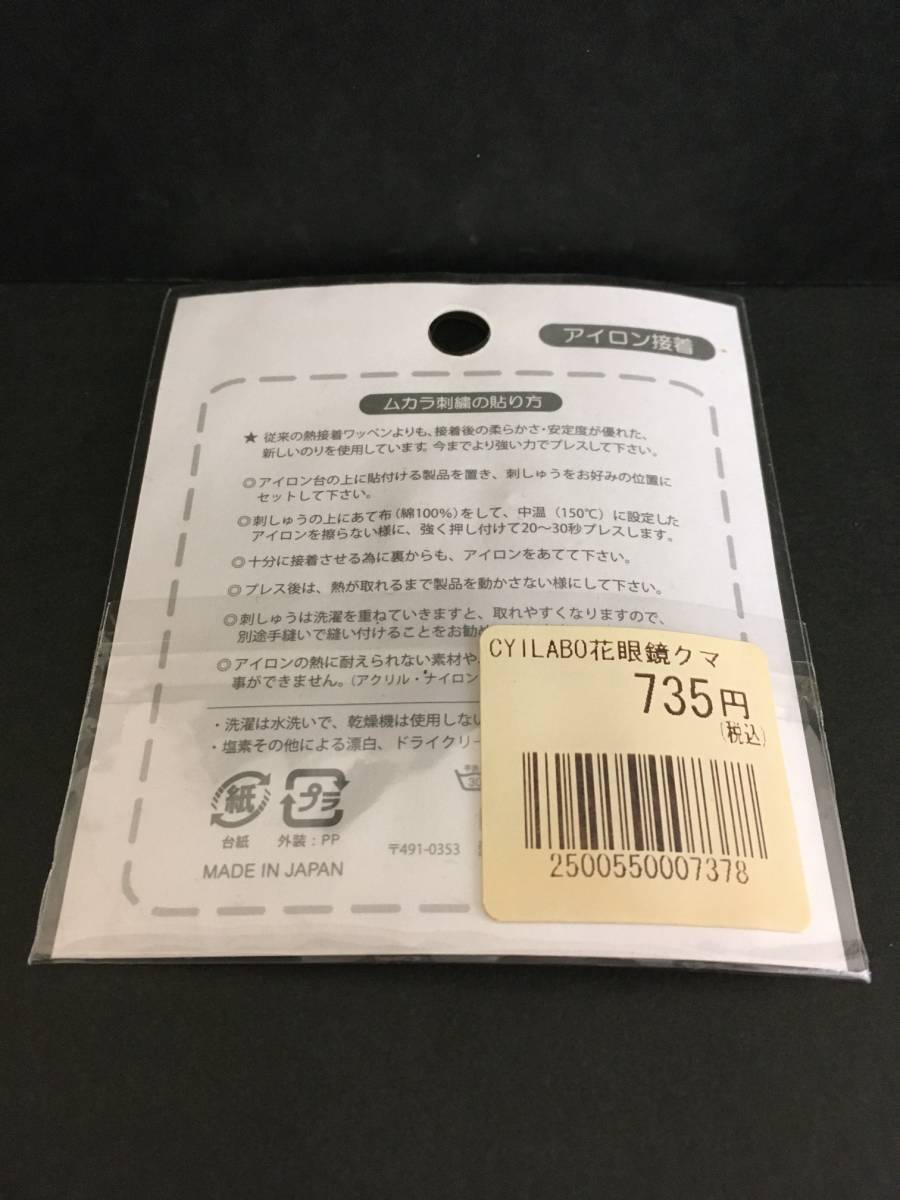 アイロン接着
ムカラ刺繍の貼り方
★ 従来の熱接着ワッペンよりも、接着後の柔らかさ・安定度が優れた、
新しいのりを使用しています。今までより強い力でプレスして下さい。
◎アイロン台の上に貼付ける製品を置き、刺しゅうをお好みの位置に
セットして下さい。
◎刺しゅうの上にあて布（綿100％）をして、中温（150℃）に設定した
アイロンを擦らない様に、強く押し付けて20～30秒プレスします。
◎十分に接着させる為に裏からも、アイロンをあてて下さい。
◎プレス後は、熱が取れるまで製品を動かさない様にして下さい。
◎刺しゅうは洗濯を重ねていきますと、取れやすくなりますので、
別途手縫いで縫い付けることをお勧め
◎アイロンの熱に耐えられない素材や、
事ができません。（アクリル・ナイロン
・洗濯は水洗いで、乾燥機は使用しない
・塩素その他による漂白、ドライクリー
紙 プラ
台紙 外装：PP
〒491-0353
MADE IN JAPAN
CYILABO花眼鏡クマ
735円
（税込）
2500550007378